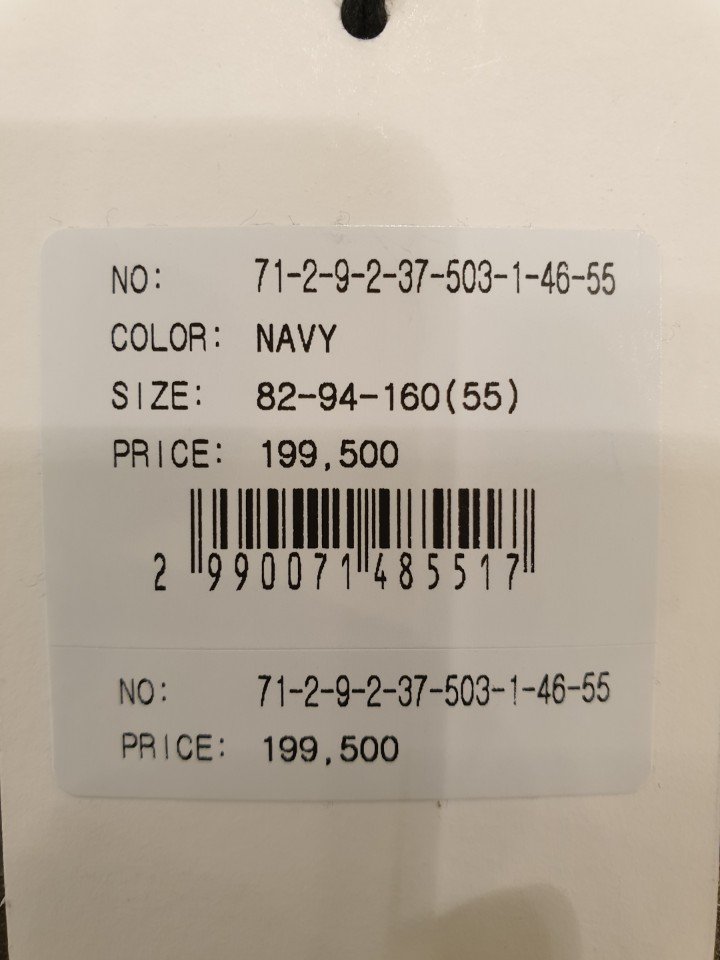 NO: 71-2-9-2-37-503-1-46-55
COLOR: NAVY
SIZE: 82-94-160(55)
PRICE: 199,500
2 990071 485517
NO: 71-2-9-2-37-503-1-46-55
PRICE: 199,500